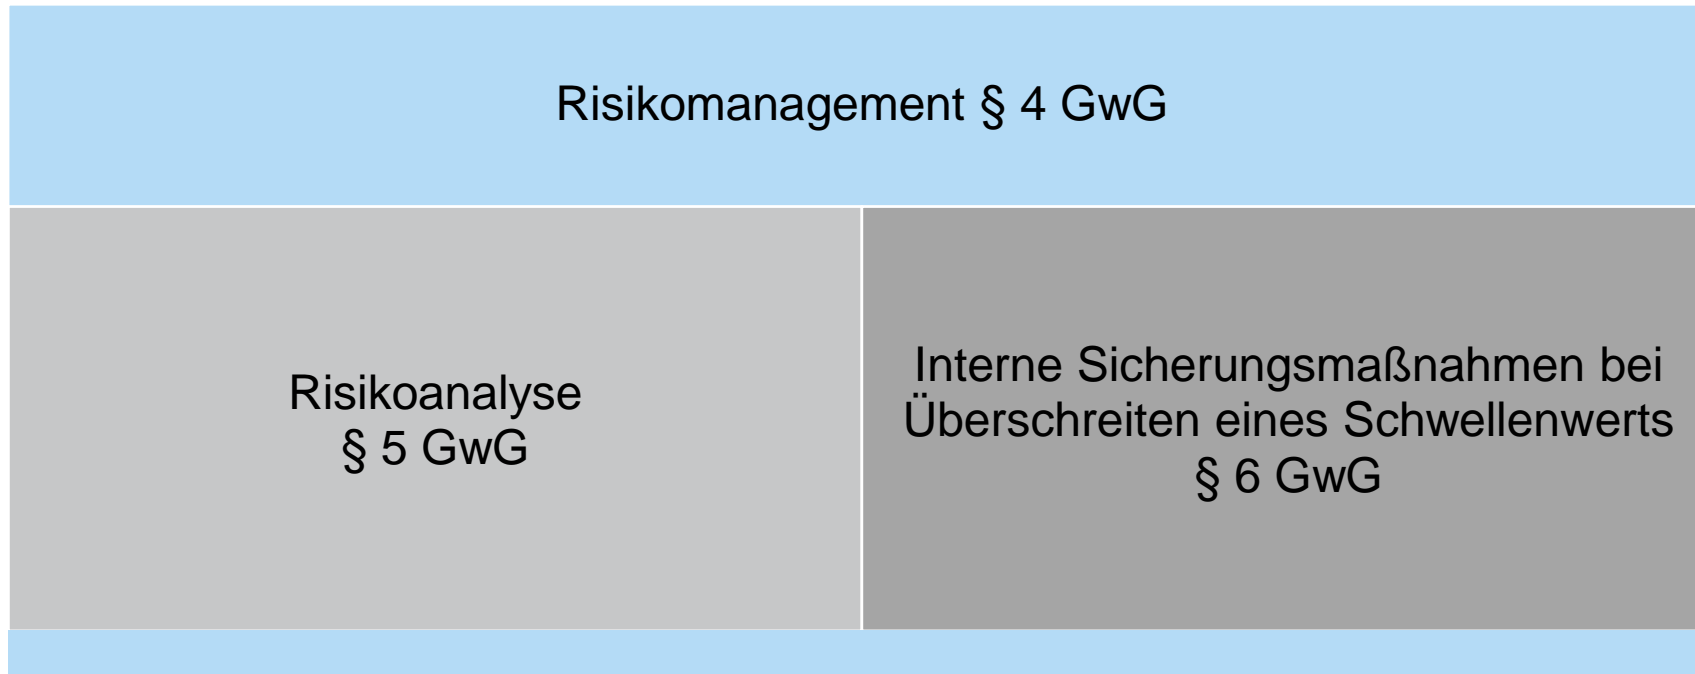 Risikomanagement § 4 GwG
Risikoanalyse
§ 5 GwG
Interne Sicherungsmaßnahmen bei
Überschreiten eines Schwellenwerts
§ 6 GwG